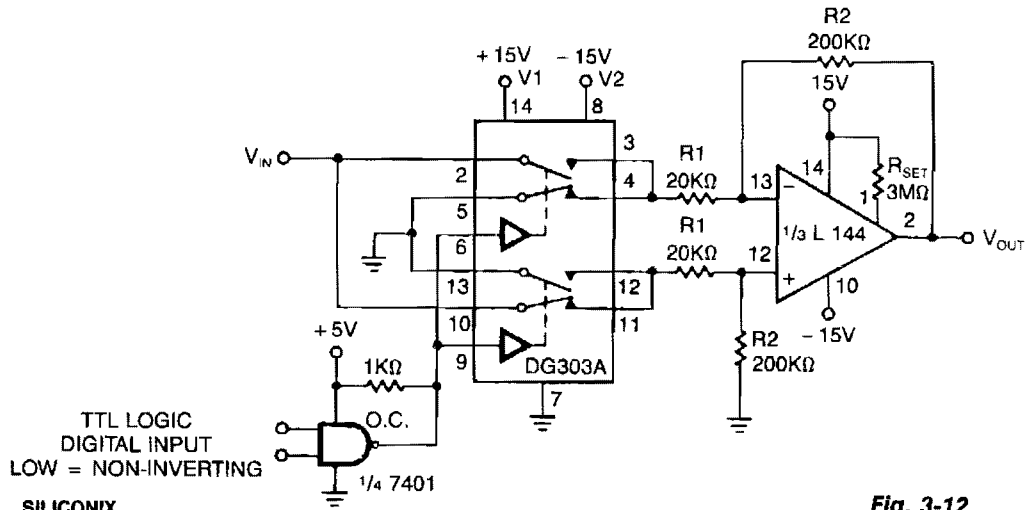 R2
200KΩ
+ 15V
– 15V
V1
V2
15V
14
8
3
VIN
R1
14
RSET
2
4
20KΩ
13
–
1
3MΩ
5
2
R1
1/3 L 144
VOUT
6
20KΩ
12
+
13
12
10
+ 5V
10
11
– 15V
1KΩ
9
R2
DG303A
200KΩ
7
O.C.
TTL LOGIC
DIGITAL INPUT
LOW = NON-INVERTING
1/4 7401
SILICONIX
Fig. 3-12